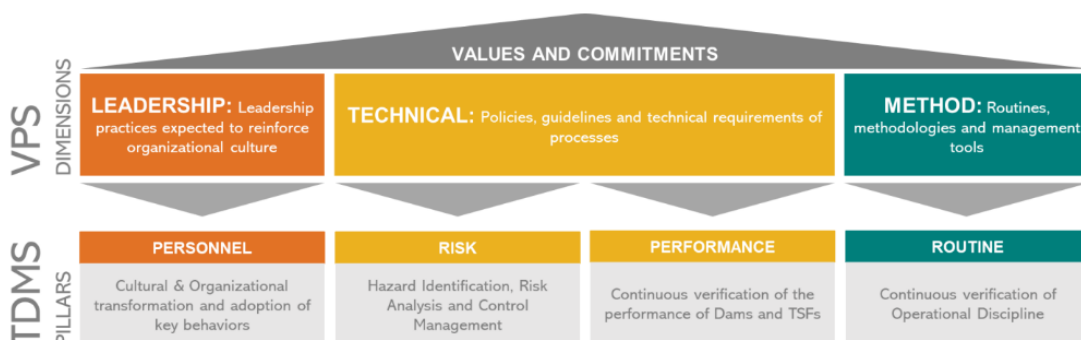 VALUES AND COMMITMENTS
VPS
DIMENSIONS
LEADERSHIP: Leadership
practices expected to reinforce
organizational culture
TECHNICAL: Policies, guidelines and technical requirements of
processes
METHOD: Routines,
methodologies and management
tools
TDMS
PILLARS
PERSONNEL
Cultural & Organizational
transformation and adoption of
key behaviors
RISK
Hazard Identification, Risk
Analysis and Control
Management
PERFORMANCE
Continuous verification of the
performance of Dams and TSFs
ROUTINE
Continuous verification of
Operational Discipline